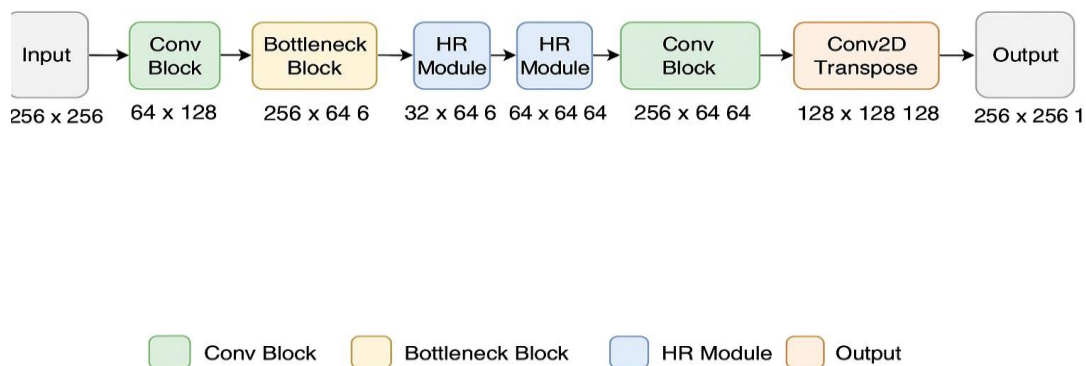 Input
Conv
Block
Bottleneck
Block
HR
Module
HR
Module
Conv
Block
Conv2D
Transpose
Output
256 x 256
64 x 128
256 x 64 6
32 x 64 6
64 x 64 64
256 x 64 64
128 x 128 128
256 x 256 1
Conv Block
Bottleneck Block
HR Module
Output